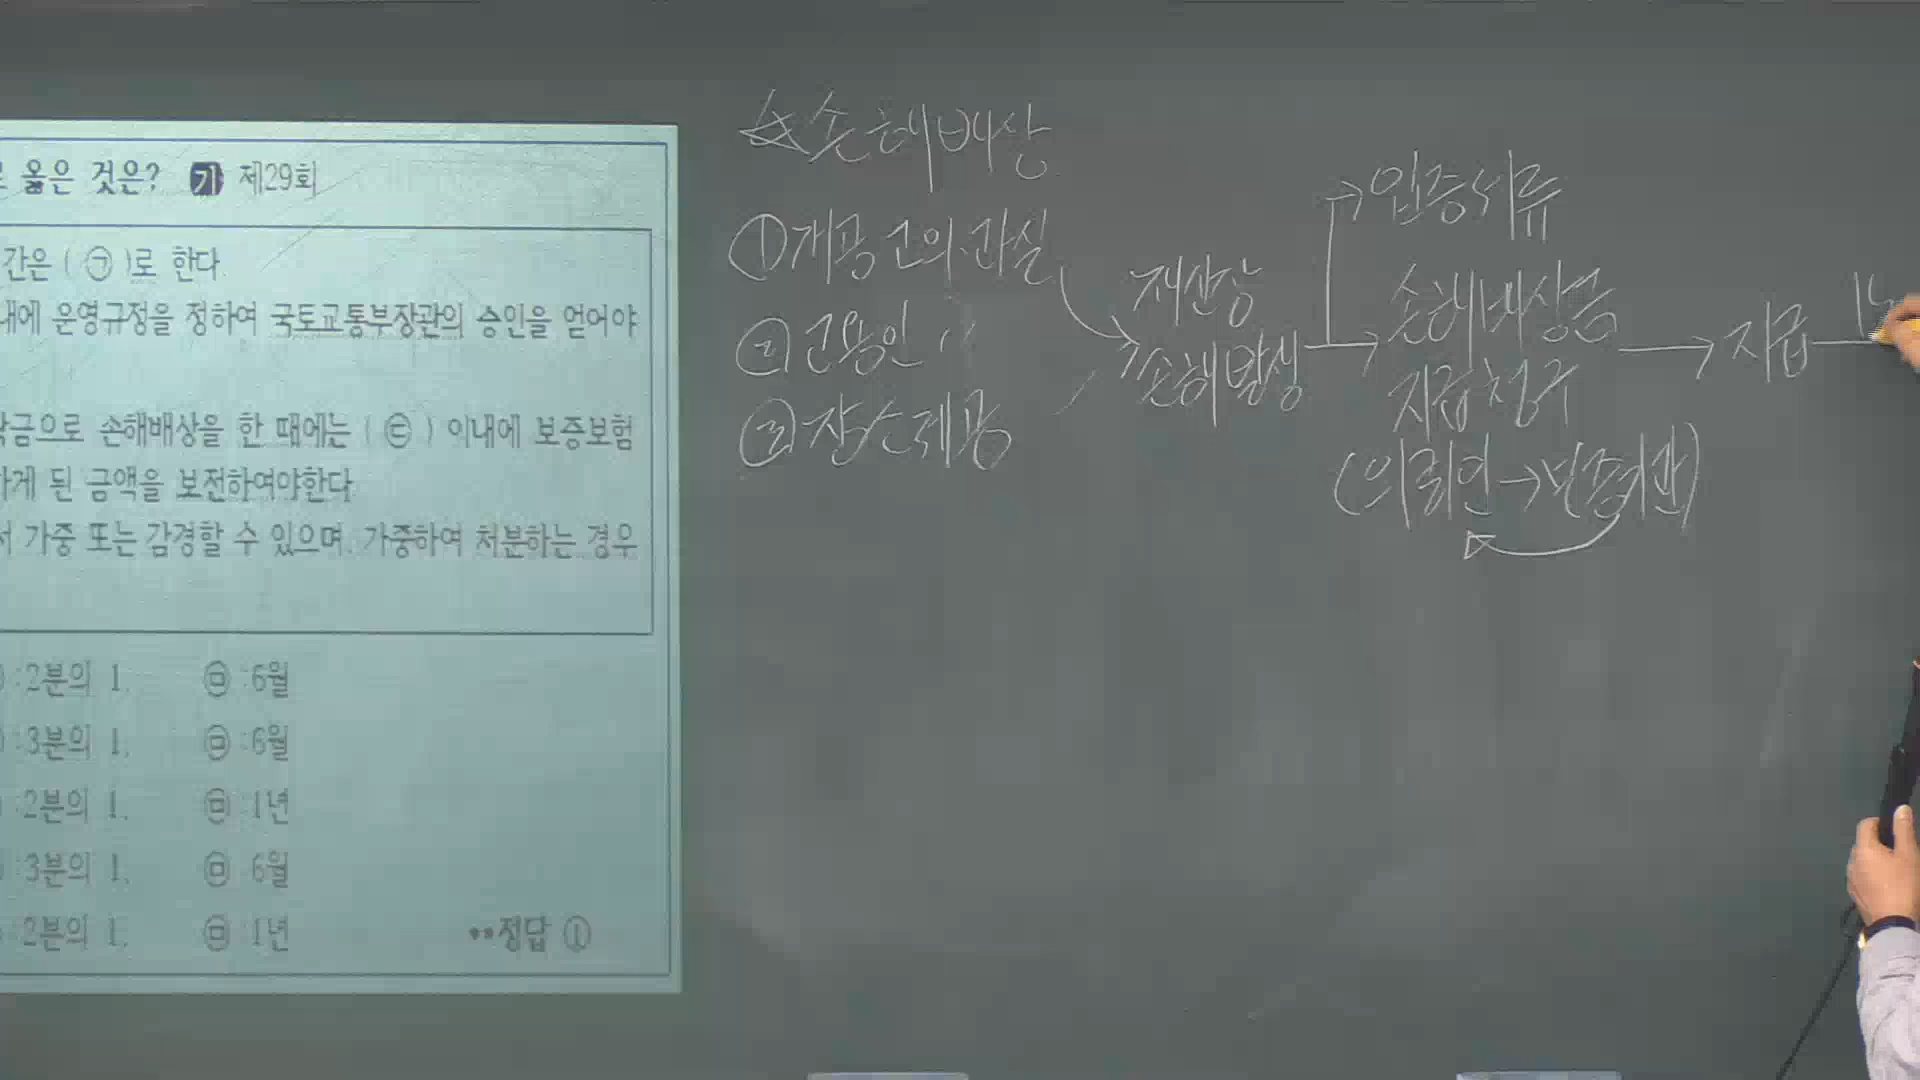 옳은 것은? 기 제29회
간은 ( ㉠ )로 한다.
내에 운영규정을 정하여 국토교통부장관의 승인을 얻어야
금으로 손해배상을 한 때에는 ( ㉢ ) 이내에 보증보험
하게 된 금액을 보전하여야한다.
서 가중 또는 감경할 수 있으며, 가중하여 처분하는 경우
:2분의 1, ㉤ :6월
:3분의 1, ㉤ :6월
:2분의 1, ㉤ :1년
:3분의 1, ㉤ :6월
:2분의 1, ㉤ :1년
**정답 ①
☆손해배상
①개공 고의·과실
②고용인 〃
③장소제공
재산상
손해발생
입증서류
손해배상금
지급청구
(의뢰인→보증기관)
지급